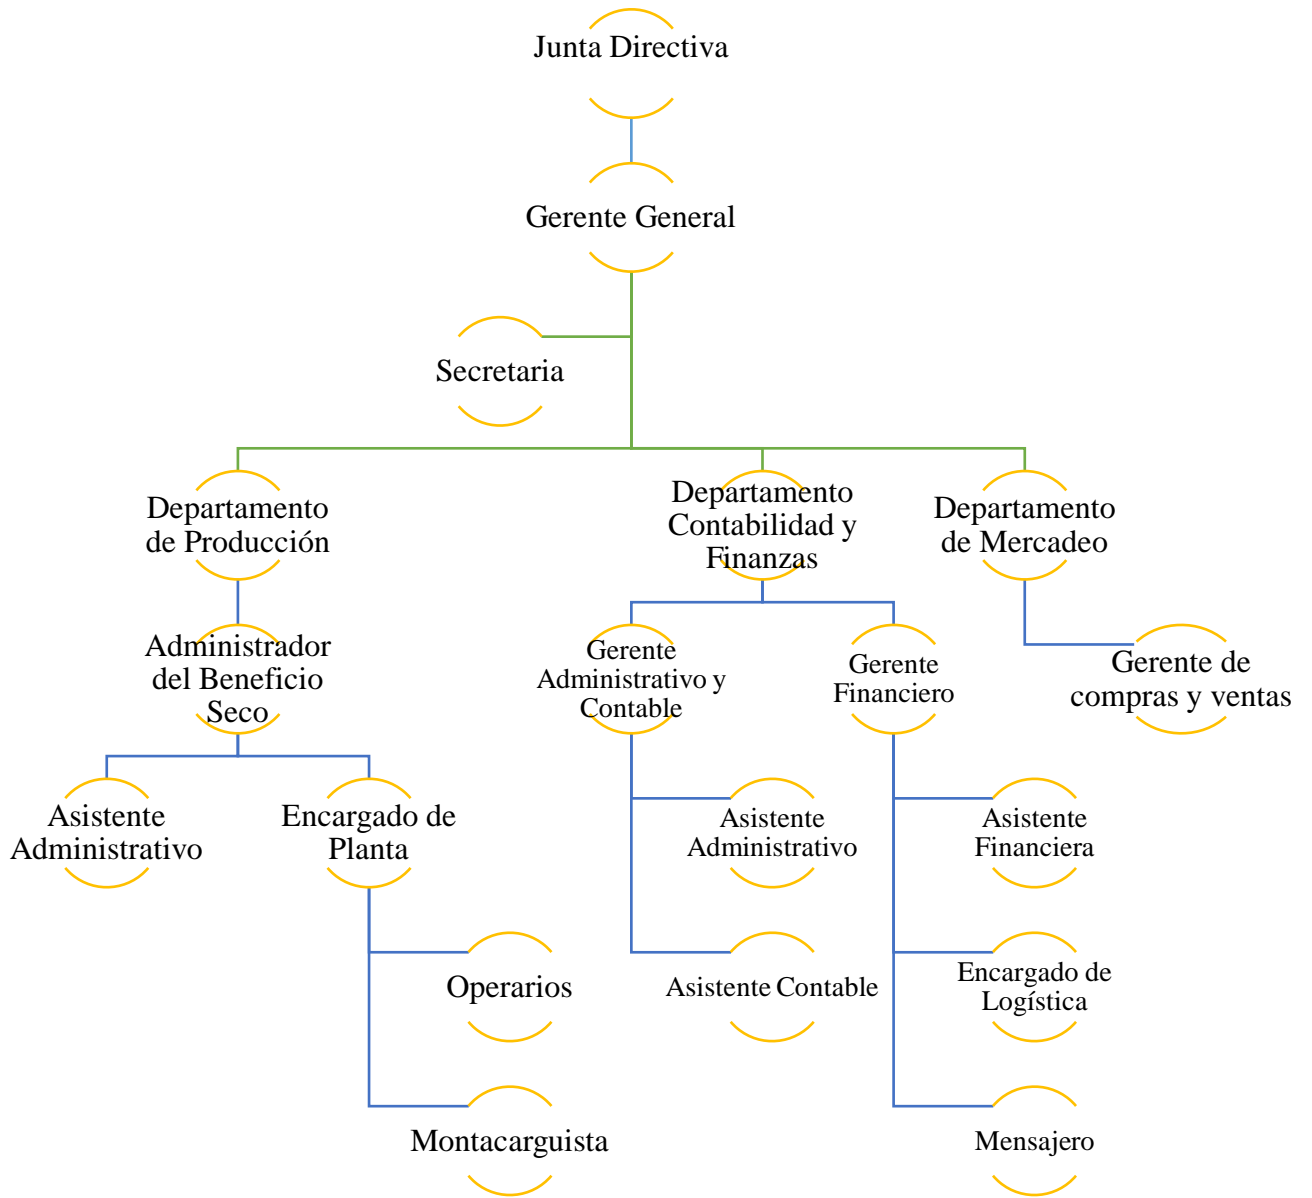 Junta Directiva
Gerente General
Secretaria
Departamento
de Producción
Departamento
Contabilidad y
Finanzas
Departamento
de Mercadeo
Administrador
del Beneficio
Seco
Gerente
Administrativo y
Contable
Gerente
Financiero
Gerente de
compras y ventas
Asistente
Administrativo
Encargado de
Planta
Asistente
Administrativo
Asistente
Financiera
Operarios
Asistente Contable
Encargado de
Logística
Montacarguista
Mensajero